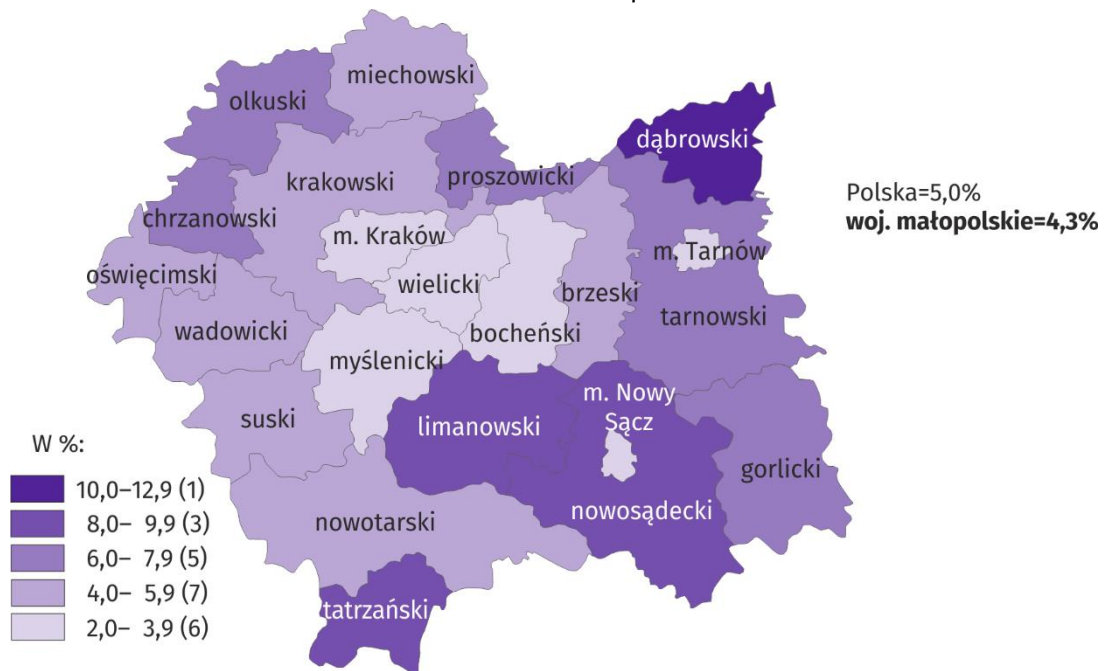 miechowski
olkuski
dąbrowski
krakowski
proszowicki
chrzanowski
Polska=5,0%
woj. małopolskie=4,3%
m. Kraków
m. Tarnów
oświęcimski
wielicki
brzeski
wadowicki
bocheński
tarnowski
myślenicki
m. Nowy
Sącz
suski
limanowski
gorlicki
nowosądecki
nowotarski
tatrzański
W %:
10,0–12,9 (1)
8,0– 9,9 (3)
6,0– 7,9 (5)
4,0– 5,9 (7)
2,0– 3,9 (6)